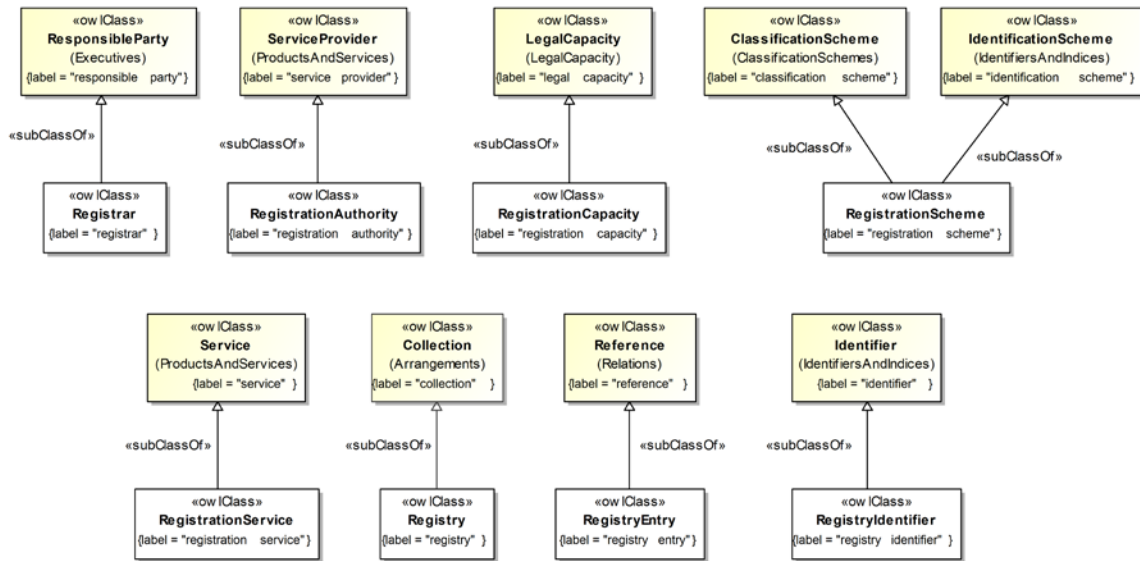 «owlClass»
ResponsibleParty
(Executives)
{label = "responsible party" }
«owlClass»
ServiceProvider
(ProductsAndServices)
{label = "service provider" }
«owlClass»
LegalCapacity
(LegalCapacity)
{label = "legal capacity" }
«owlClass»
ClassificationScheme
(ClassificationSchemes)
{label = "classification scheme" }
«owlClass»
IdentificationScheme
(IdentifiersAndIndices)
{label = "identification scheme" }
«subClassOf»
«subClassOf»
«subClassOf»
«subClassOf»
«subClassOf»
«owlClass»
Registrar
{label = "registrar" }
«owlClass»
RegistrationAuthority
{label = "registration authority" }
«owlClass»
RegistrationCapacity
{label = "registration capacity" }
«owlClass»
RegistrationScheme
{label = "registration scheme" }
«owlClass»
Service
(ProductsAndServices)
{label = "service" }
«owlClass»
Collection
(Arrangements)
{label = "collection" }
«owlClass»
Reference
(Relations)
{label = "reference" }
«owlClass»
Identifier
(IdentifiersAndIndices)
{label = "identifier" }
«subClassOf»
«subClassOf»
«subClassOf»
«subClassOf»
«owlClass»
RegistrationService
{label = "registration service" }
«owlClass»
Registry
{label = "registry" }
«owlClass»
RegistryEntry
{label = "registry entry" }
«owlClass»
RegistryIdentifier
{label = "registry identifier" }